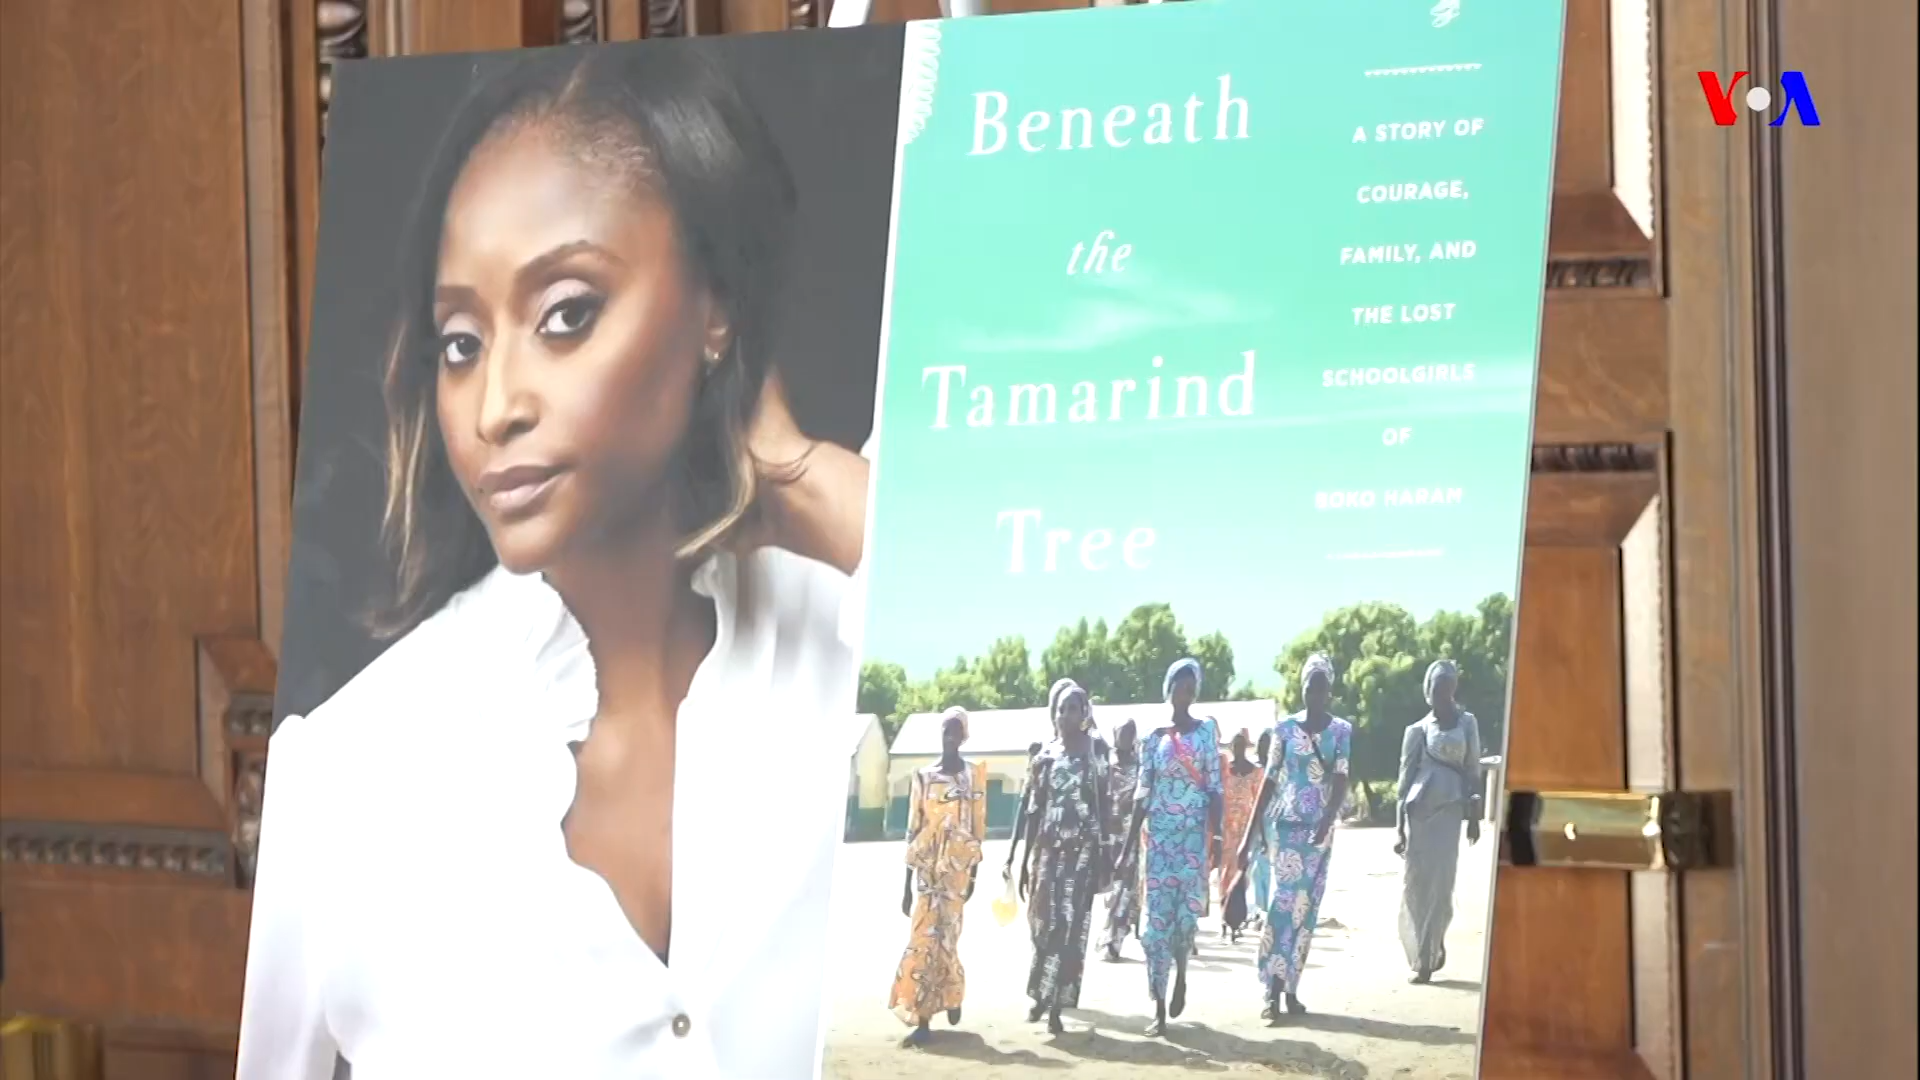 Beneath
the
Tamarind
Tree
A STORY OF
COURAGE,
FAMILY, AND
THE LOST
SCHOOLGIRLS
OF
BOKO HARAM
VOA